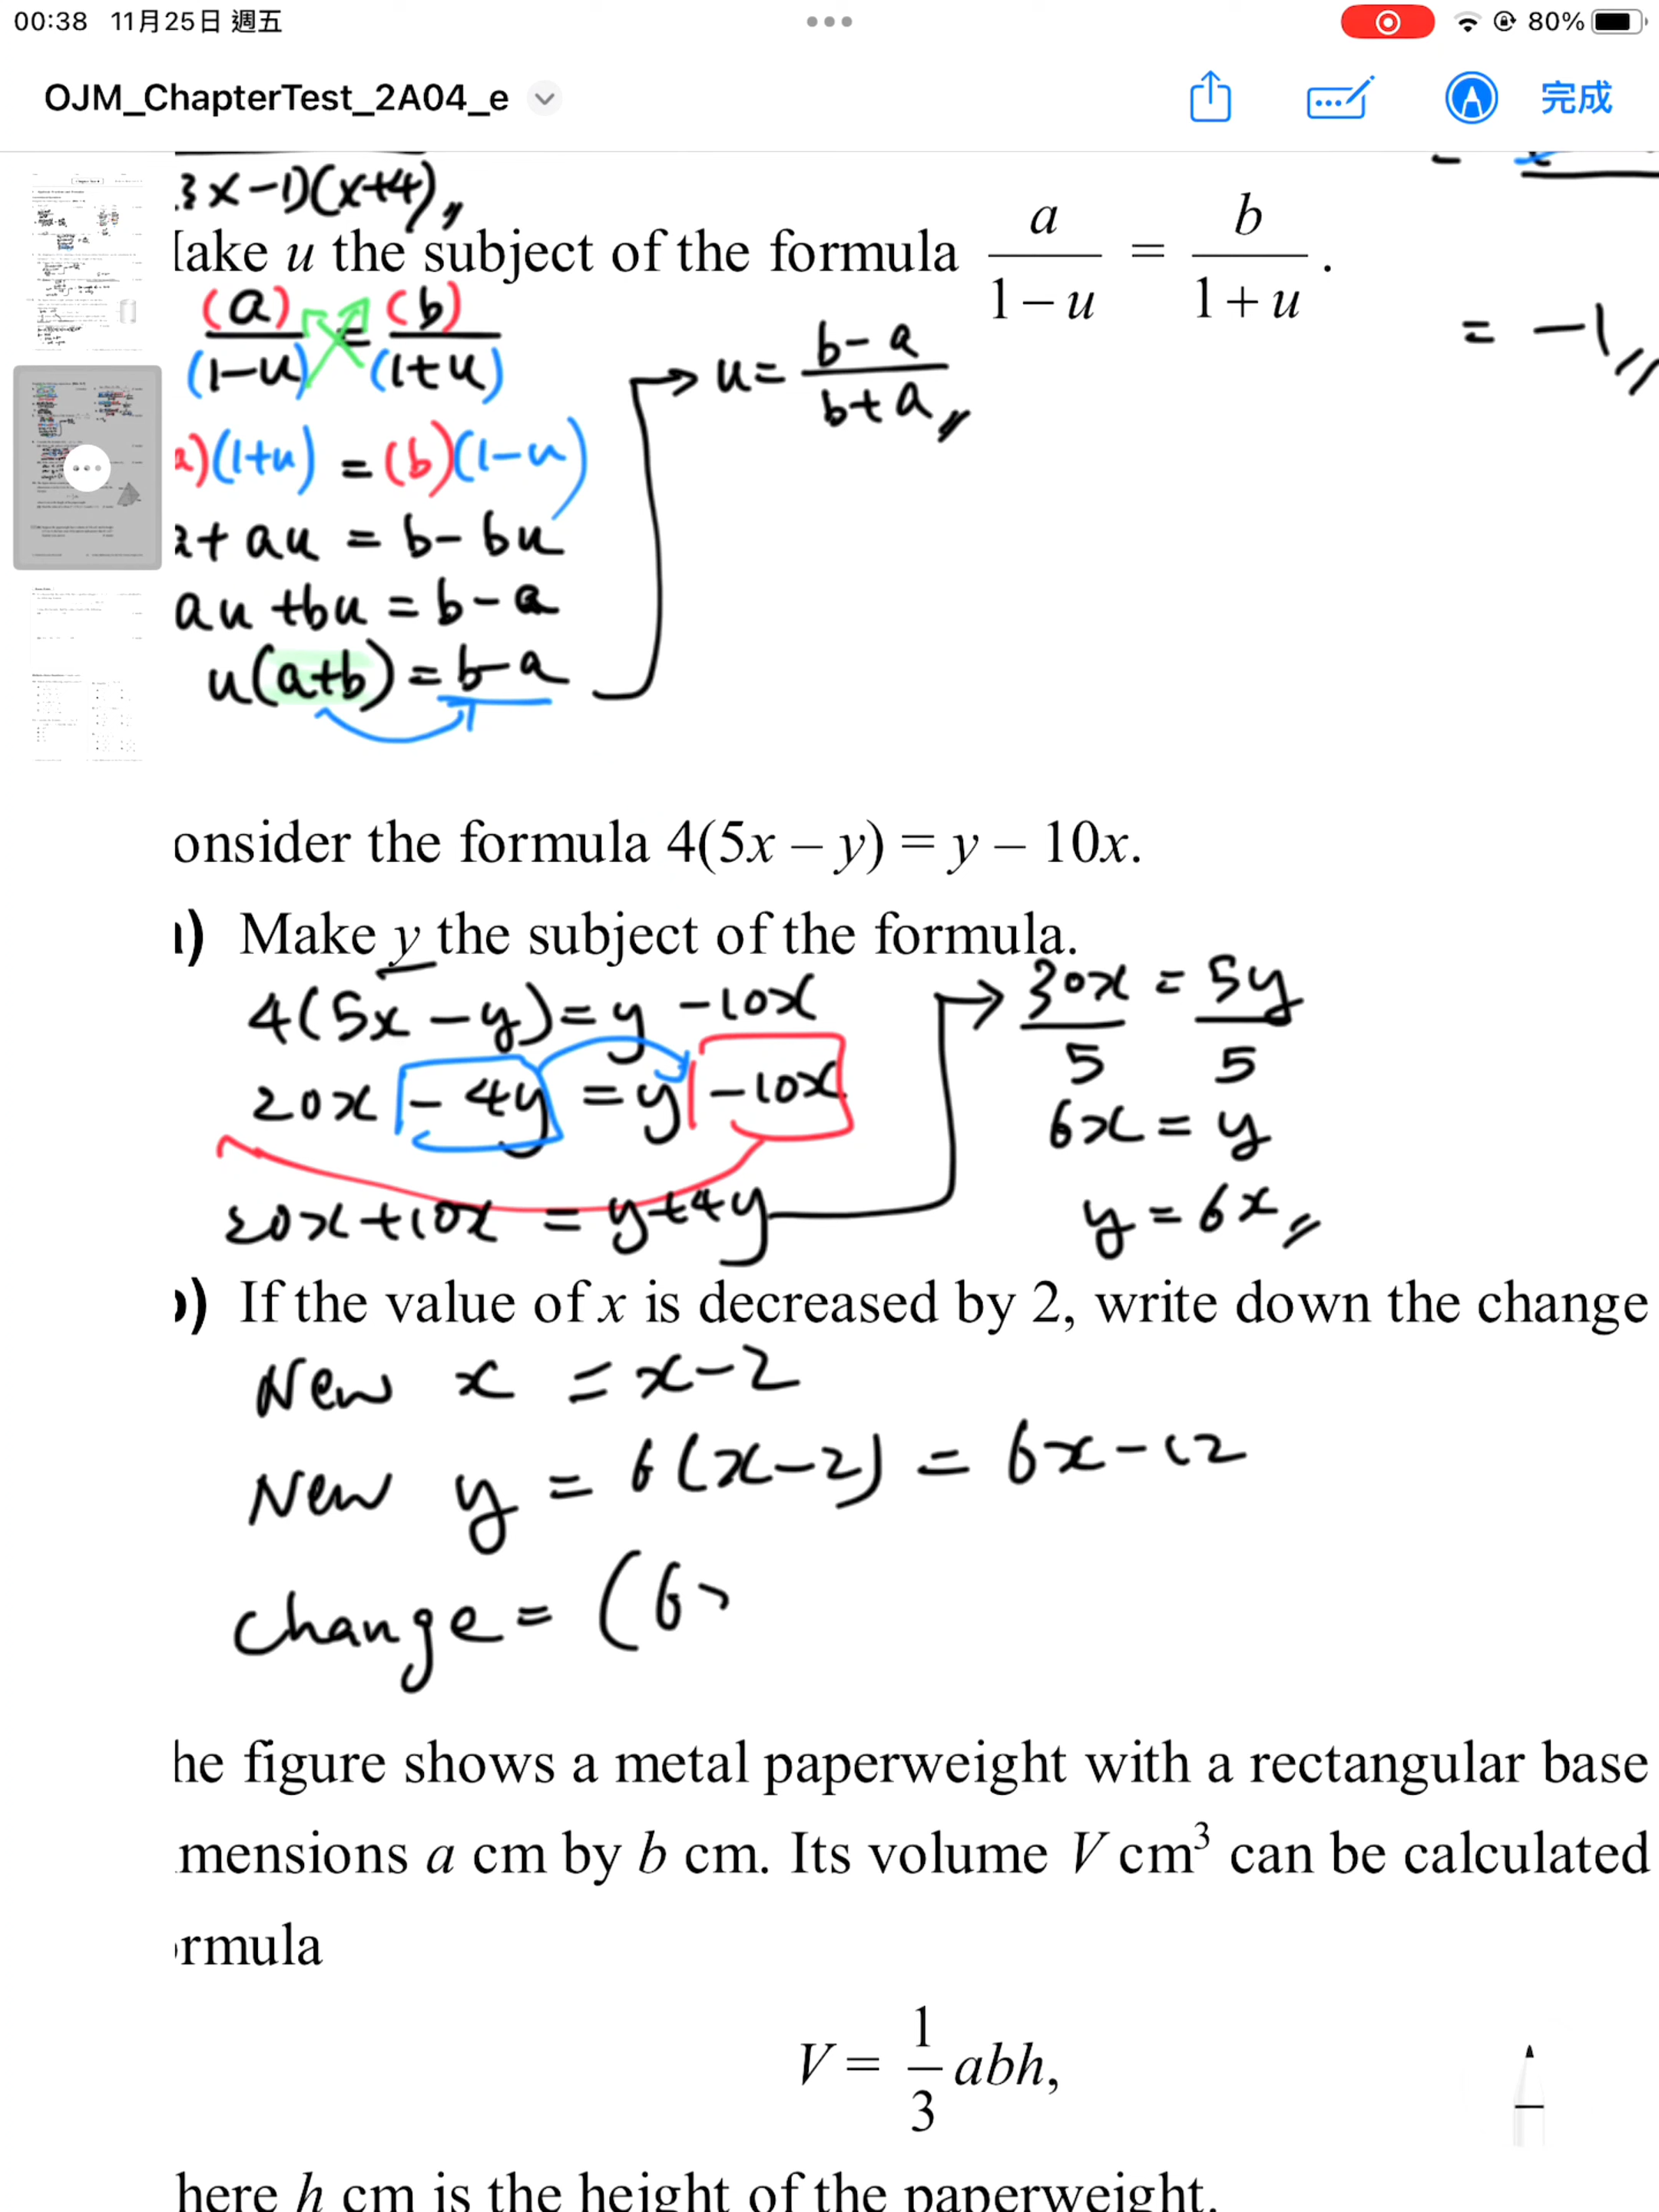 00:38 11月25日 週五
80%
OJM_ChapterTest_2A04_e
完成
3x-1)(x+4)〃
ake u the subject of the formula a/(1-u) = b/(1+u).
(a)/(1-u) = (b)/(1+u)
)(1+u) = (b)(1-u)
a+au = b-bu
au+bu = b-a
u(a+b) = b-a
u = (b-a)/(b+a)〃
= -1〃
onsider the formula 4(5x – y) = y – 10x.
) Make y the subject of the formula.
4(5x-y)=y-10x
20x-4y=y-10x
20x+10x=y+4y
30x/5 = 5y/5
6x = y
y = 6x〃
) If the value of x is decreased by 2, write down the change
New x = x-2
New y = 6(x-2) = 6x-12
change = (6
he figure shows a metal paperweight with a rectangular base
mensions a cm by b cm. Its volume V cm³ can be calculated
rmula
V = 1/3 abh,
here h cm is the height of the paperweight.